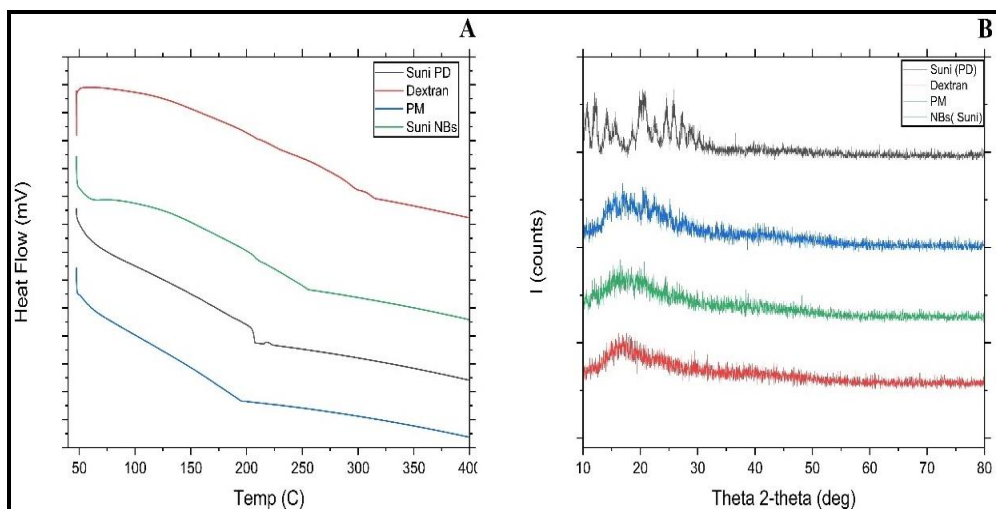 A
Suni PD
Dextran
PM
Suni NBs
Heat Flow (mV)
50 100 150 200 250 300 350 400
Temp (C)
B
Suni (PD)
Dextran
PM
NBs( Suni)
I (counts)
10 20 30 40 50 60 70 80
Theta 2-theta (deg)